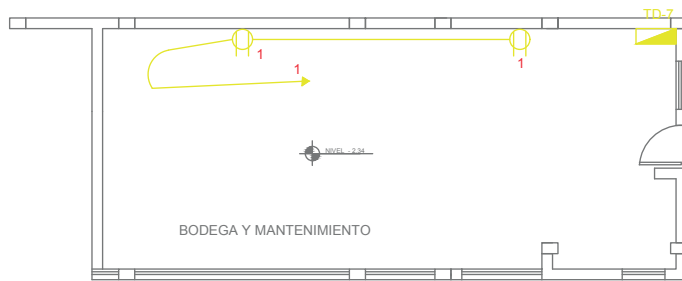 TD-7
1
1
1
NIVEL - 2.34
BODEGA Y MANTENIMIENTO